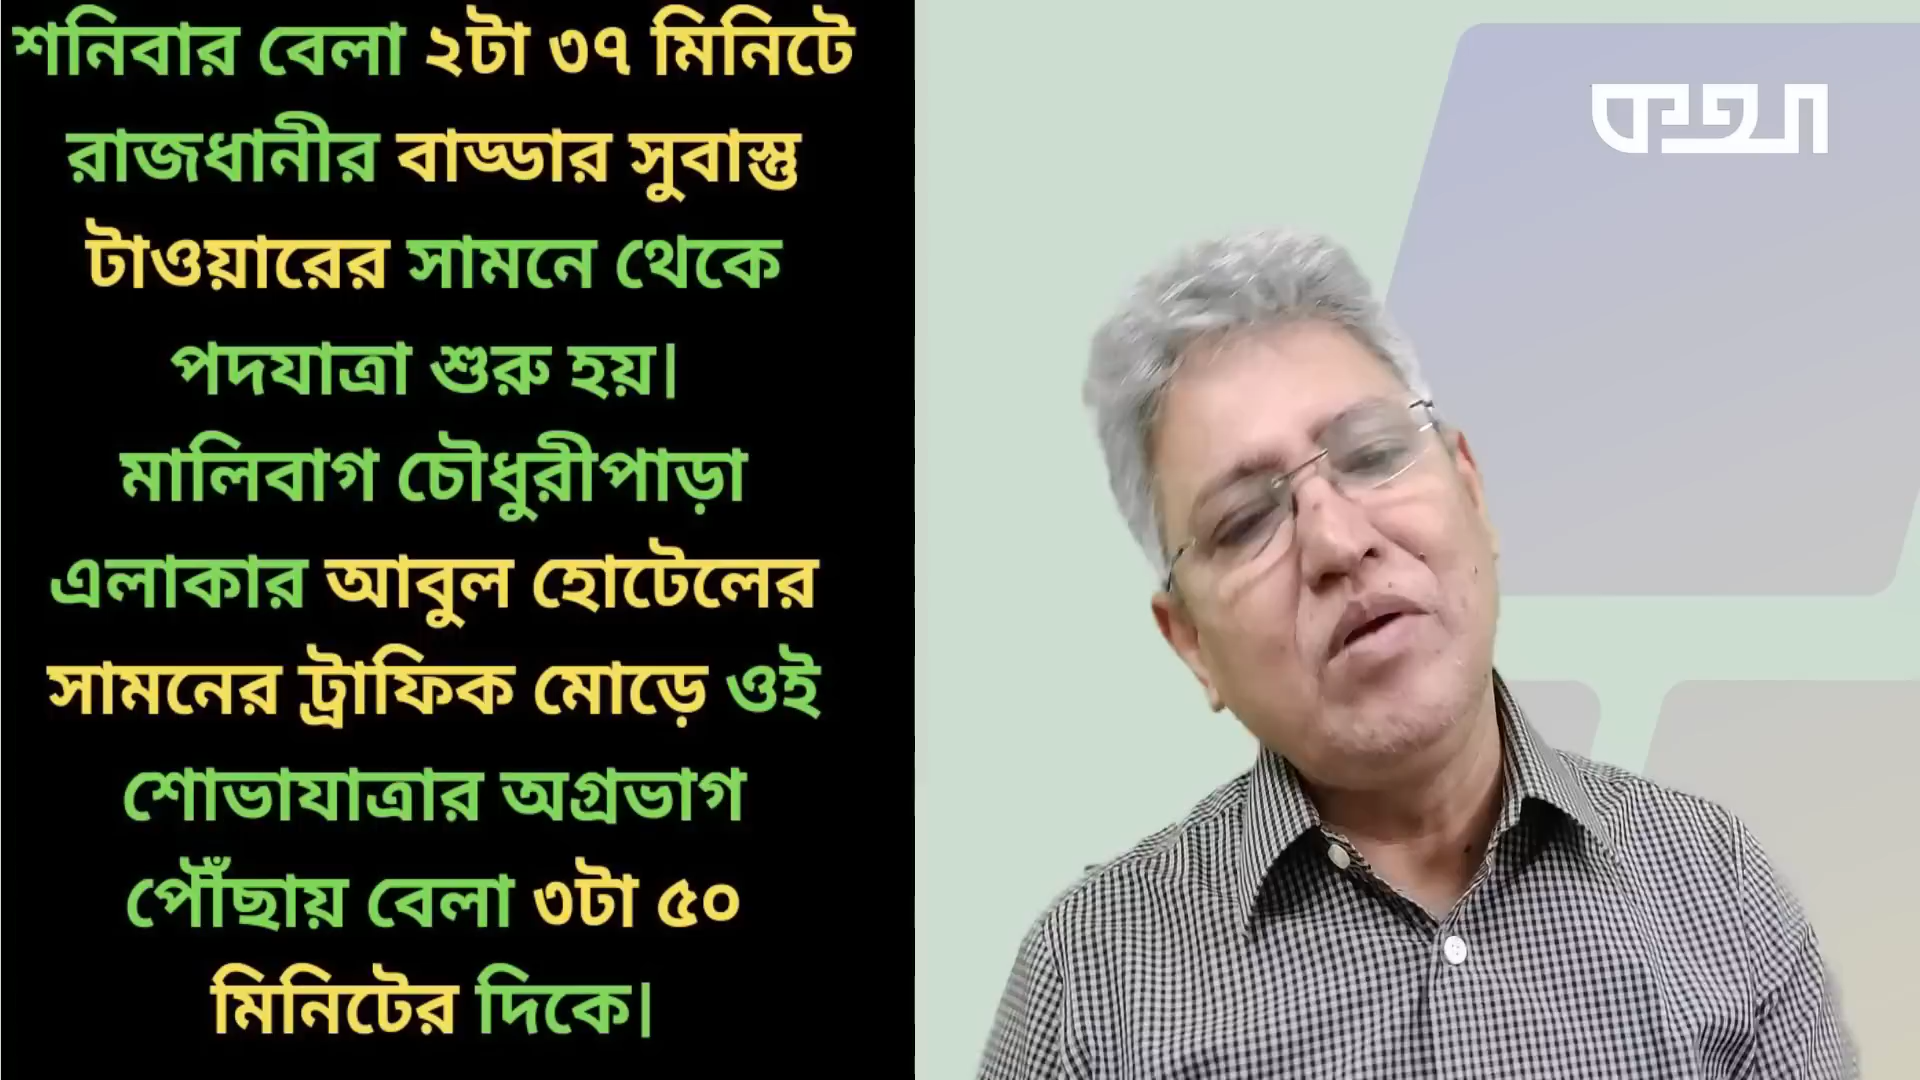 শনিবার বেলা ২টা ৩৭ মিনিটে
রাজধানীর বাড্ডার সুবাস্তু
টাওয়ারের সামনে থেকে
পদযাত্রা শুরু হয়।
মালিবাগ চৌধুরীপাড়া
এলাকার আবুল হোটেলের
সামনের ট্রাফিক মোড়ে ওই
শোভাযাত্রার অগ্রভাগ
পৌঁছায় বেলা ৩টা ৫০
মিনিটের দিকে।